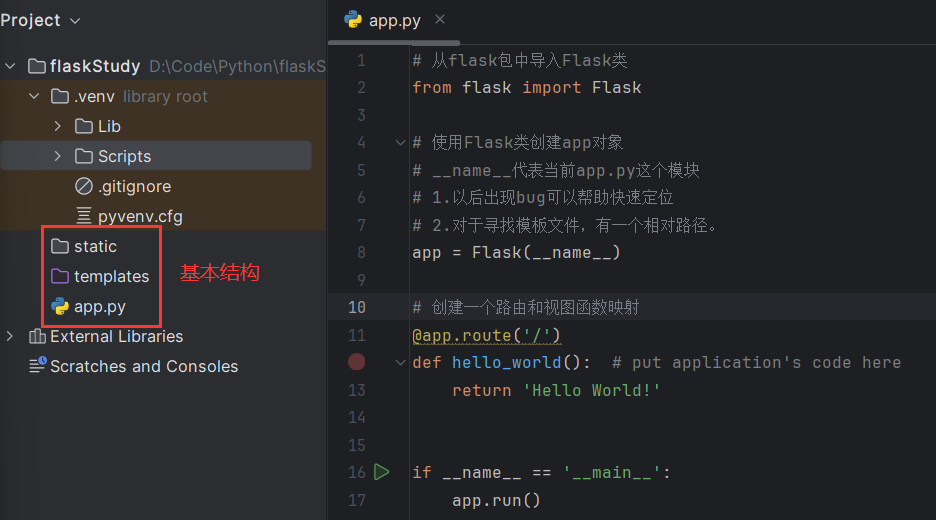 Project
flaskStudy D:\Code\Python\flaskS
.venv library root
Lib
Scripts
.gitignore
pyvenv.cfg
static
templates
app.py
基本结构
External Libraries
Scratches and Consoles
app.py
1 # 从flask包中导入Flask类
2 from flask import Flask
3
4 # 使用Flask类创建app对象
5 # __name__代表当前app.py这个模块
6 # 1.以后出现bug可以帮助快速定位
7 # 2.对于寻找模板文件，有一个相对路径。
8 app = Flask(__name__)
9
10 # 创建一个路由和视图函数映射
11 @app.route('/')
def hello_world():  # put application's code here
13 return 'Hello World!'
14
15
16 if __name__ == '__main__':
17 app.run()